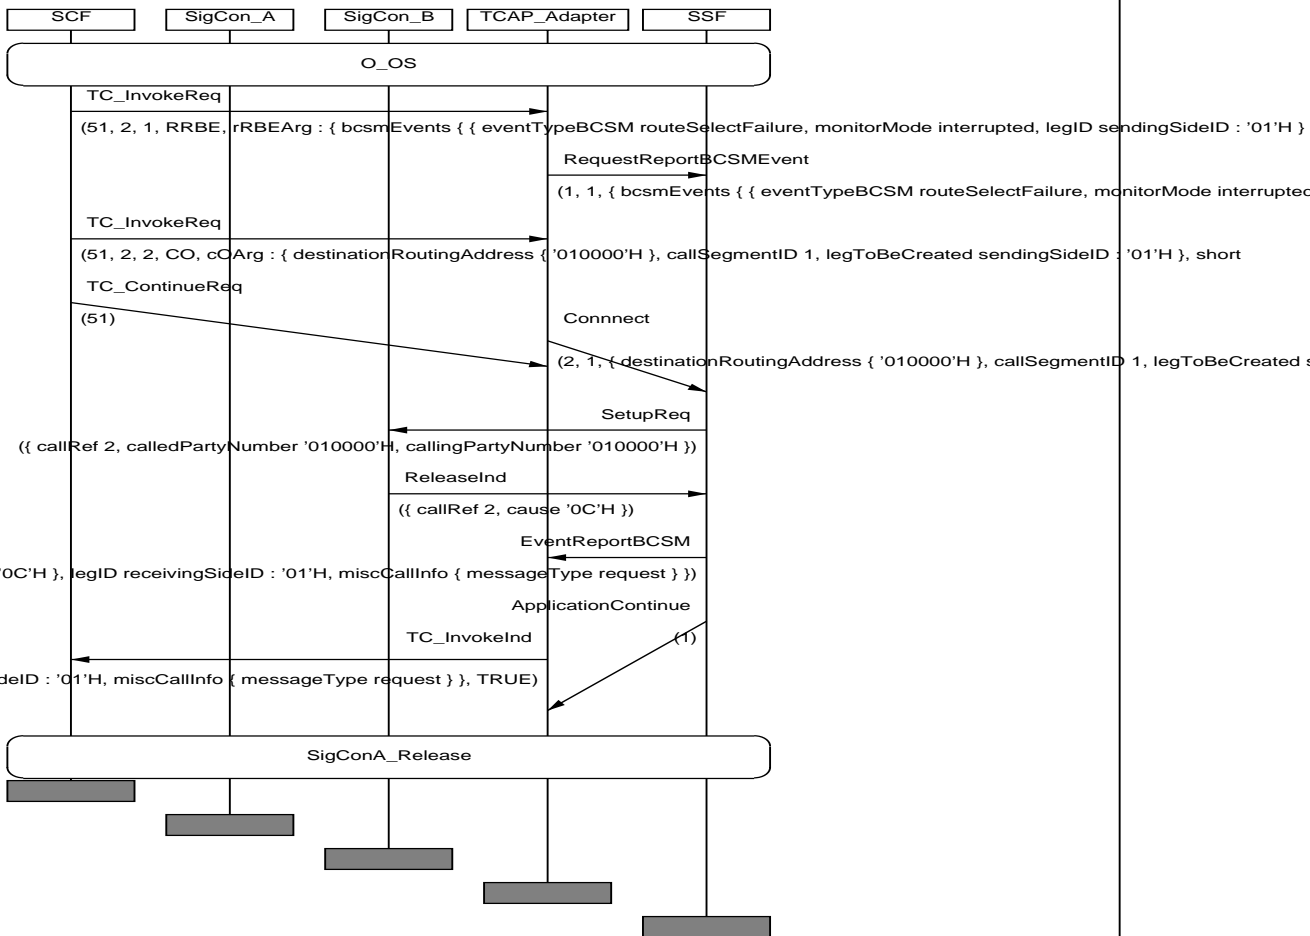 SCF SigCon_A SigCon_B TCAP_Adapter SSF
O_OS
TC_InvokeReq
(51, 2, 1, RRBE, rRBEArg : { bcsmEvents { { eventTypeBCSM routeSelectFailure, monitorMode interrupted, legID sendingSideID : '01'H }
RequestReportBCSMEvent
(1, 1, { bcsmEvents { { eventTypeBCSM routeSelectFailure, monitorMode interrupted
TC_InvokeReq
(51, 2, 2, CO, cOArg : { destinationRoutingAddress { '010000'H }, callSegmentID 1, legToBeCreated sendingSideID : '01'H }, short
TC_ContinueReq
(51)
Connnect
(2, 1, { destinationRoutingAddress { '010000'H }, callSegmentID 1, legToBeCreated s
SetupReq
({ callRef 2, calledPartyNumber '010000'H, callingPartyNumber '010000'H })
ReleaseInd
({ callRef 2, cause '0C'H })
EventReportBCSM
'0C'H }, legID receivingSideID : '01'H, miscCallInfo { messageType request } })
ApplicationContinue
(1)
TC_InvokeInd
deID : '01'H, miscCallInfo { messageType request } }, TRUE)
SigConA_Release